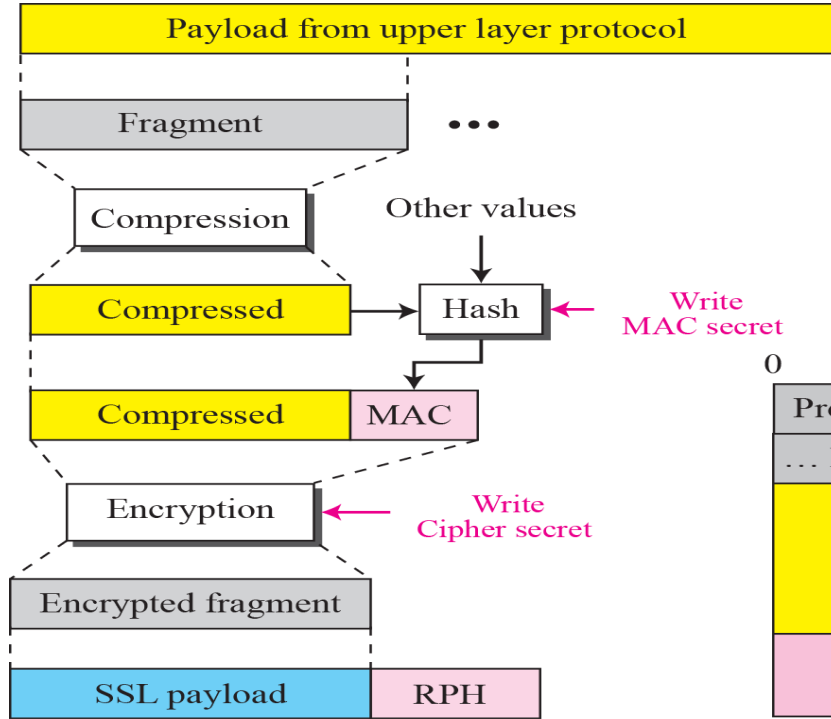 Payload from upper layer protocol
Fragment
...
Compression
Other values
Compressed
Hash
Write
MAC secret
0
Compressed
MAC
Pro
... 
Encryption
Write
Cipher secret
Encrypted fragment
SSL payload
RPH